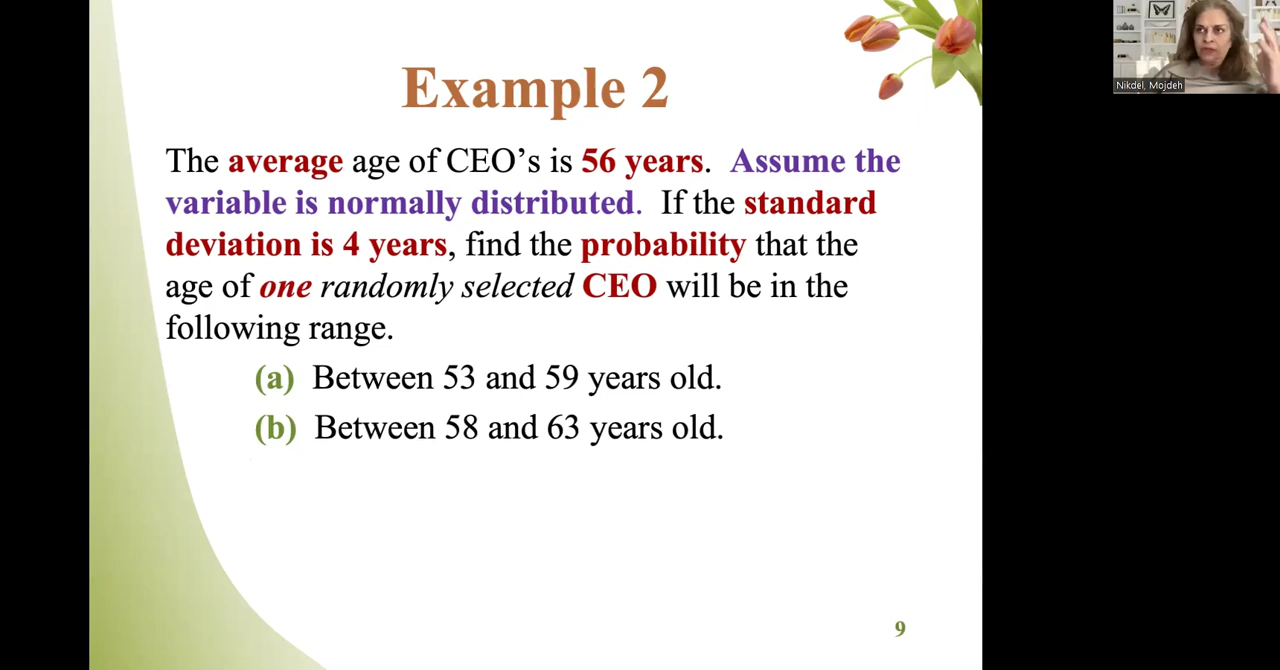 Example 2
The average age of CEO’s is 56 years. Assume the
variable is normally distributed. If the standard
deviation is 4 years, find the probability that the
age of one randomly selected CEO will be in the
following range.
(a) Between 53 and 59 years old.
(b) Between 58 and 63 years old.
9
Nikdel, Mojdeh